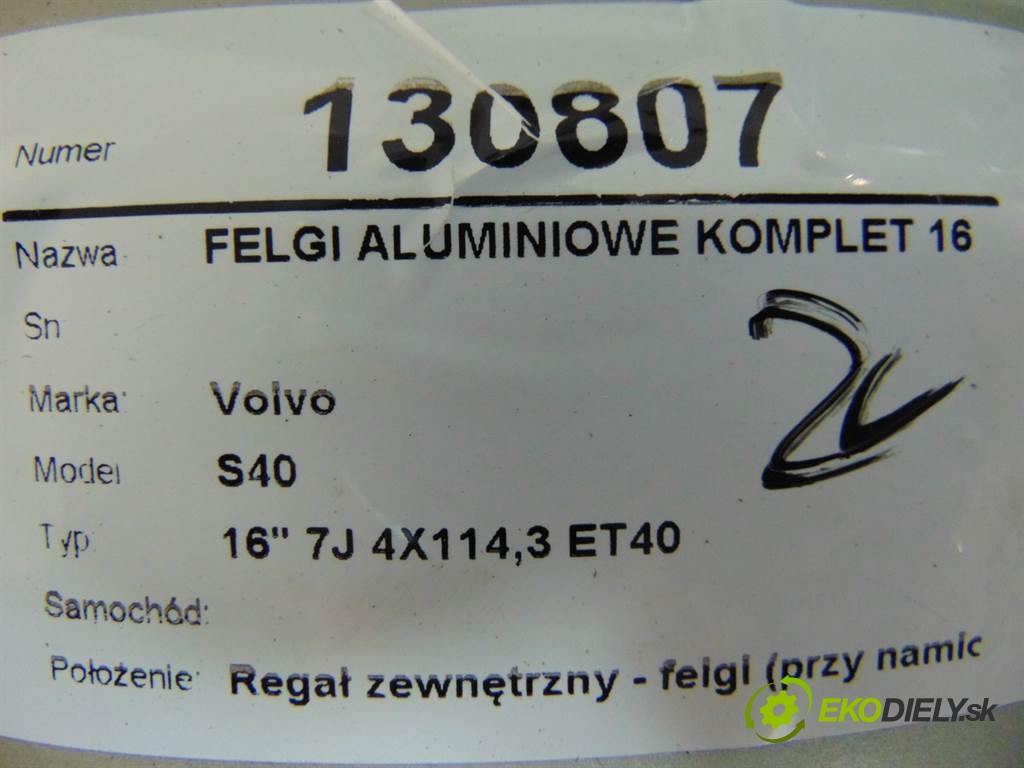 Numer 130807
Nazwa FELGI ALUMINIOWE KOMPLET 16
Sn
Marka: Volvo
Model S40
Typ: 16" 7J 4X114,3 ET40
Samochód:
Położenie: Regał zewnętrzny - felgi (przy namic
EKODIELY.sk